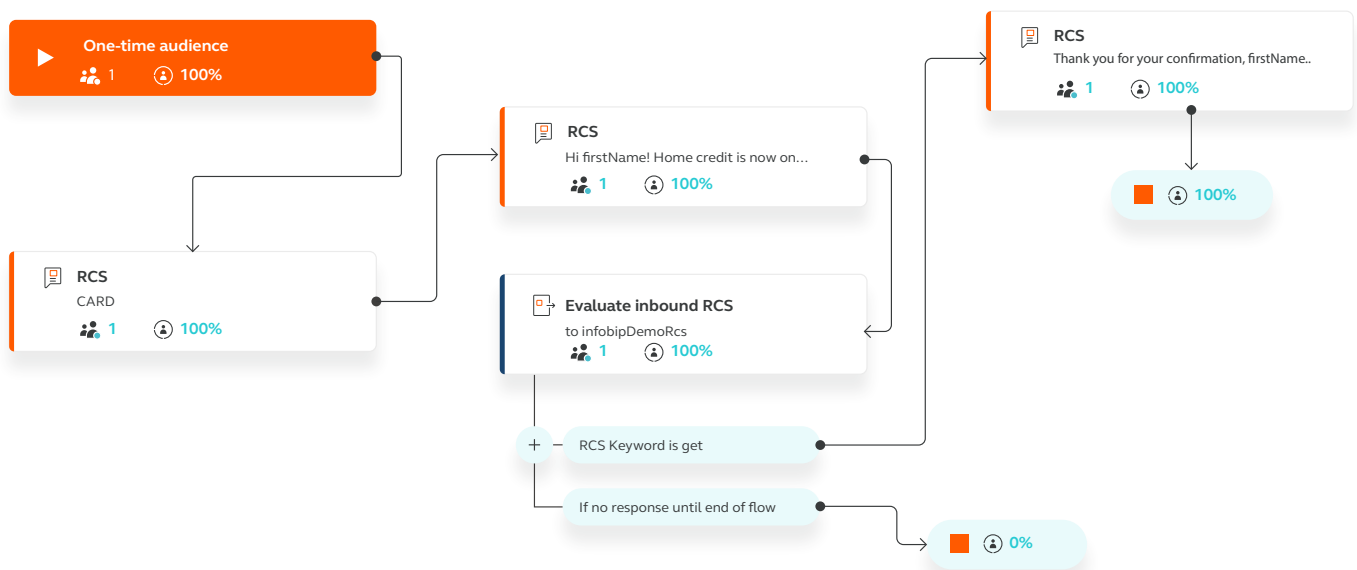 One-time audience
1 100%
RCS
CARD
1 100%
RCS
Hi firstName! Home credit is now on...
1 100%
Evaluate inbound RCS
to infobipDemoRcs
1 100%
+ RCS Keyword is get
If no response until end of flow
0%
RCS
Thank you for your confirmation, firstName..
1 100%
100%